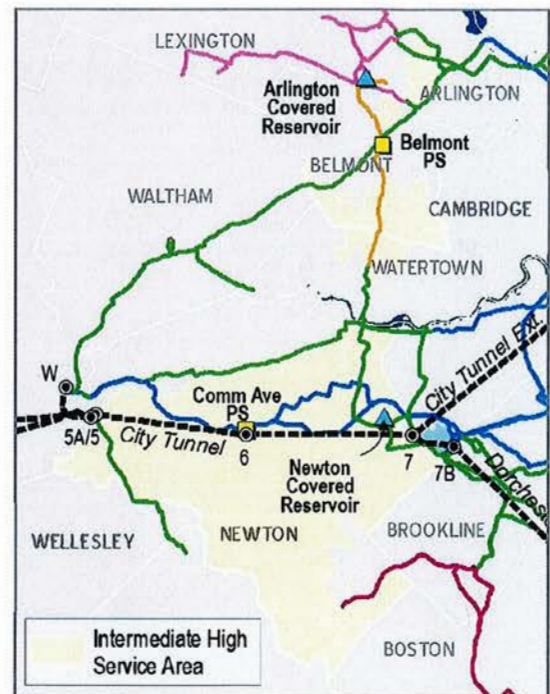 LEXINGTON
Arlington
Covered
Reservoir
ARLINGTON
Belmont
PS
BELMONT
WALTHAM
CAMBRIDGE
WATERTOWN
City Tunnel Ext.
W
Comm Ave
PS
5A/5
City Tunnel
6
7
7B
Newton
Covered
Reservoir
Dorchest
WELLESLEY
NEWTON
BROOKLINE
BOSTON
Intermediate High
Service Area